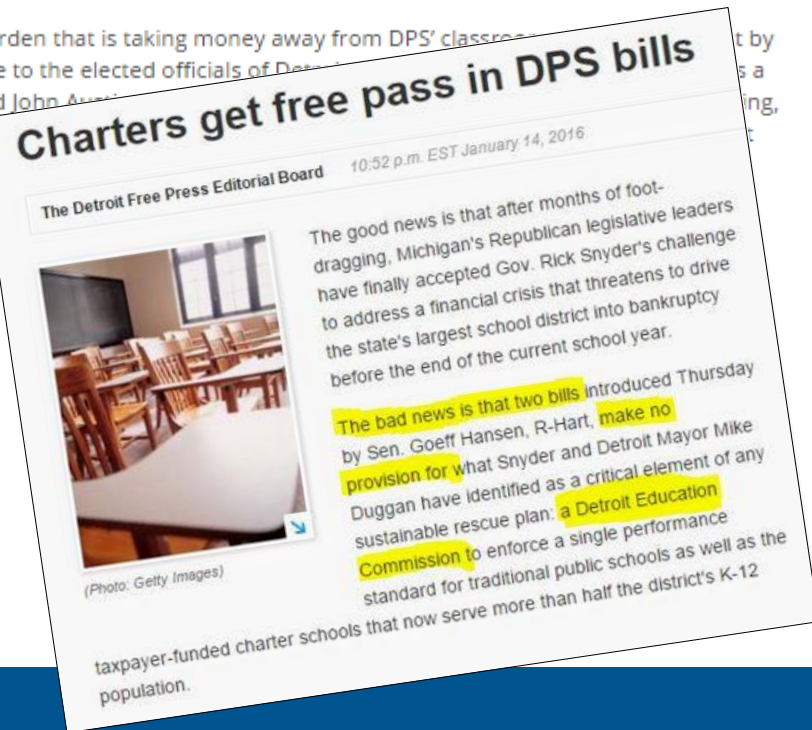 rden that is taking money away from DPS' t by
e to the elected officials of s a
d John ing,
Charters get free pass in DPS bills
The Detroit Free Press Editorial Board 10:52 p.m. EST January 14, 2016
The good news is that after months of foot-
dragging, Michigan's Republican legislative leaders
have finally accepted Gov. Rick Snyder's challenge
to address a financial crisis that threatens to drive
the state's largest school district into bankruptcy
before the end of the current school year.
The bad news is that two bills introduced Thursday
by Sen. Goeff Hansen, R-Hart, make no
provision for what Snyder and Detroit Mayor Mike
Duggan have identified as a critical element of any
sustainable rescue plan: a Detroit Education
Commission to enforce a single performance
standard for traditional public schools as well as the
taxpayer-funded charter schools that now serve more than half the district's K-12
population.
(Photo: Getty Images)